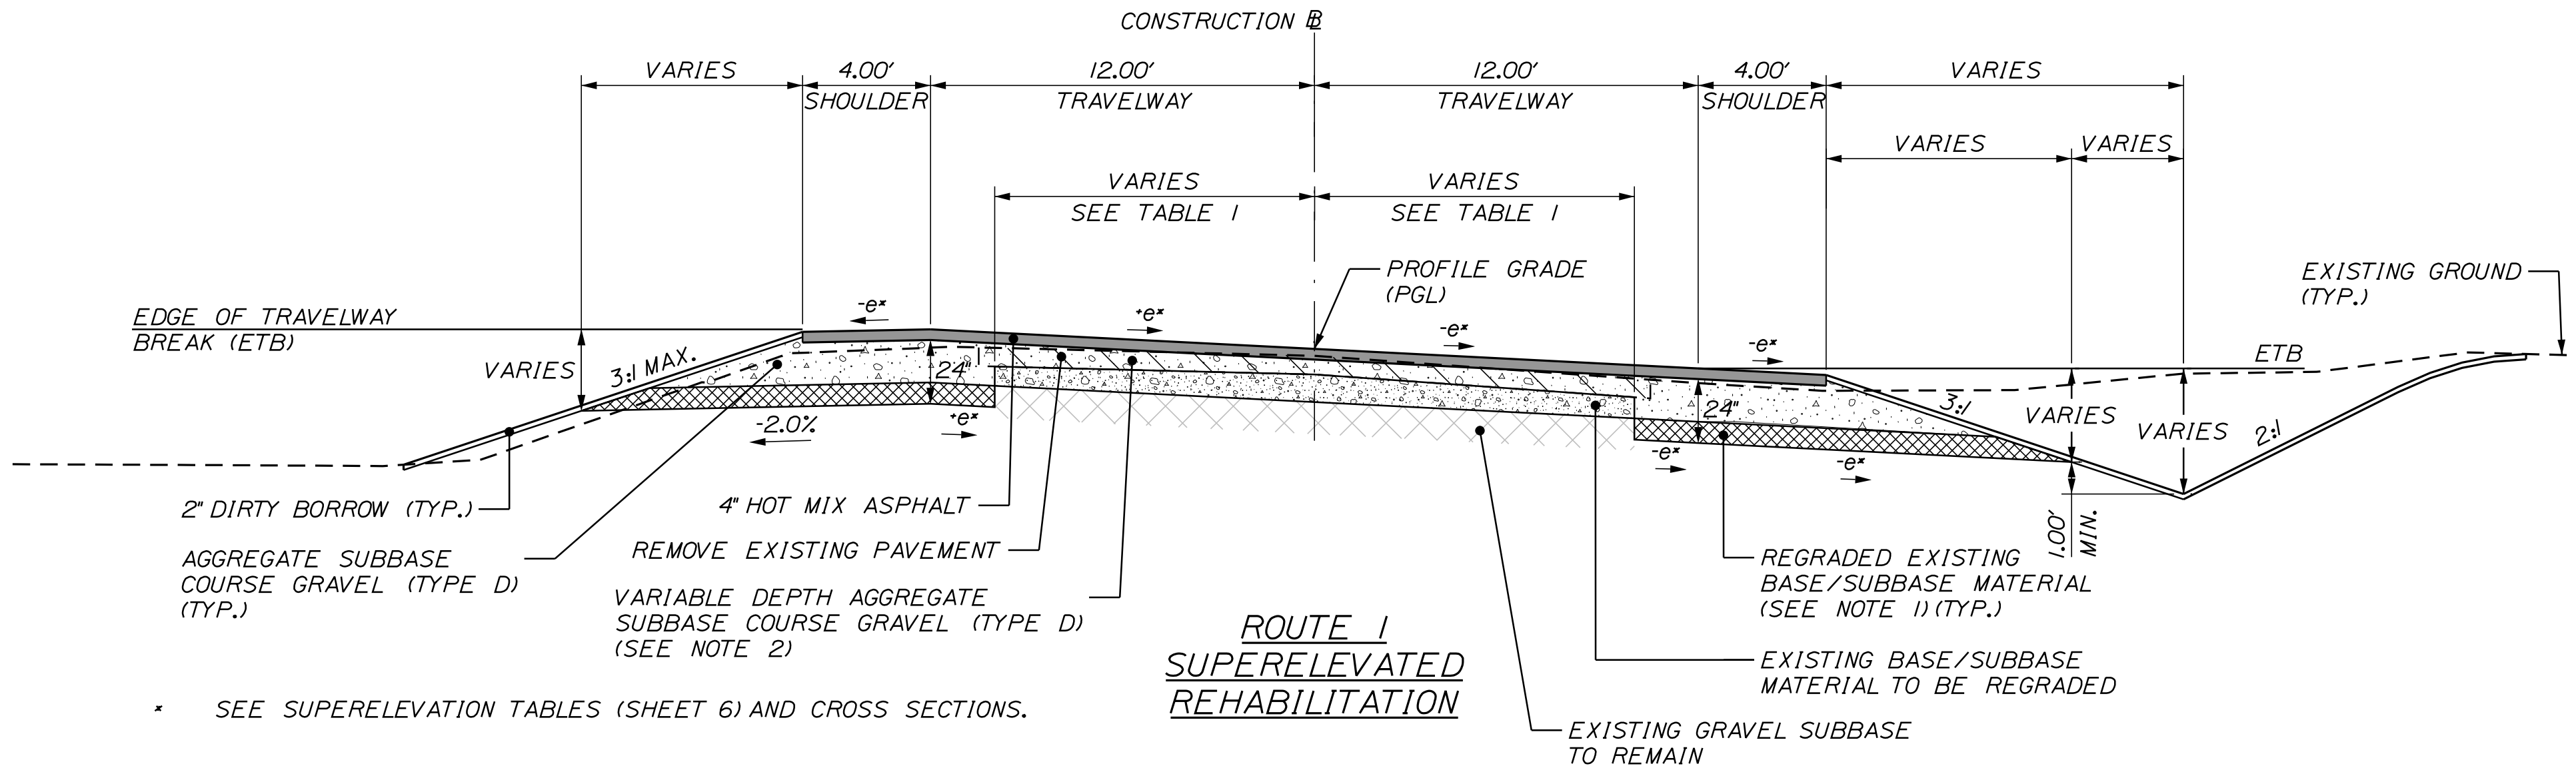 CONSTRUCTION BL
VARIES
4.00'
12.00'
12.00'
4.00'
VARIES
SHOULDER
TRAVELWAY
TRAVELWAY
SHOULDER
VARIES
VARIES
VARIES
SEE TABLE 1
VARIES
SEE TABLE 1
PROFILE GRADE
(PGL)
EXISTING GROUND
(TYP.)
EDGE OF TRAVELWAY
BREAK (ETB)
-e*
+e*
-e*
-e*
ETB
VARIES
3:1 MAX.
24"
24"
3:1
VARIES
VARIES
2:1
-2.0%
+e*
-e*
-e*
1.00'
MIN.
2" DIRTY BORROW (TYP.)
4" HOT MIX ASPHALT
AGGREGATE SUBBASE
COURSE GRAVEL (TYPE D)
(TYP.)
REMOVE EXISTING PAVEMENT
VARIABLE DEPTH AGGREGATE
SUBBASE COURSE GRAVEL (TYPE D)
(SEE NOTE 2)
REGRADED EXISTING
BASE/SUBBASE MATERIAL
(SEE NOTE 1) (TYP.)
EXISTING BASE/SUBBASE
MATERIAL TO BE REGRADED
EXISTING GRAVEL SUBBASE
TO REMAIN
ROUTE 1
SUPERELEVATED
REHABILITATION
* SEE SUPERELEVATION TABLES (SHEET 6) AND CROSS SECTIONS.